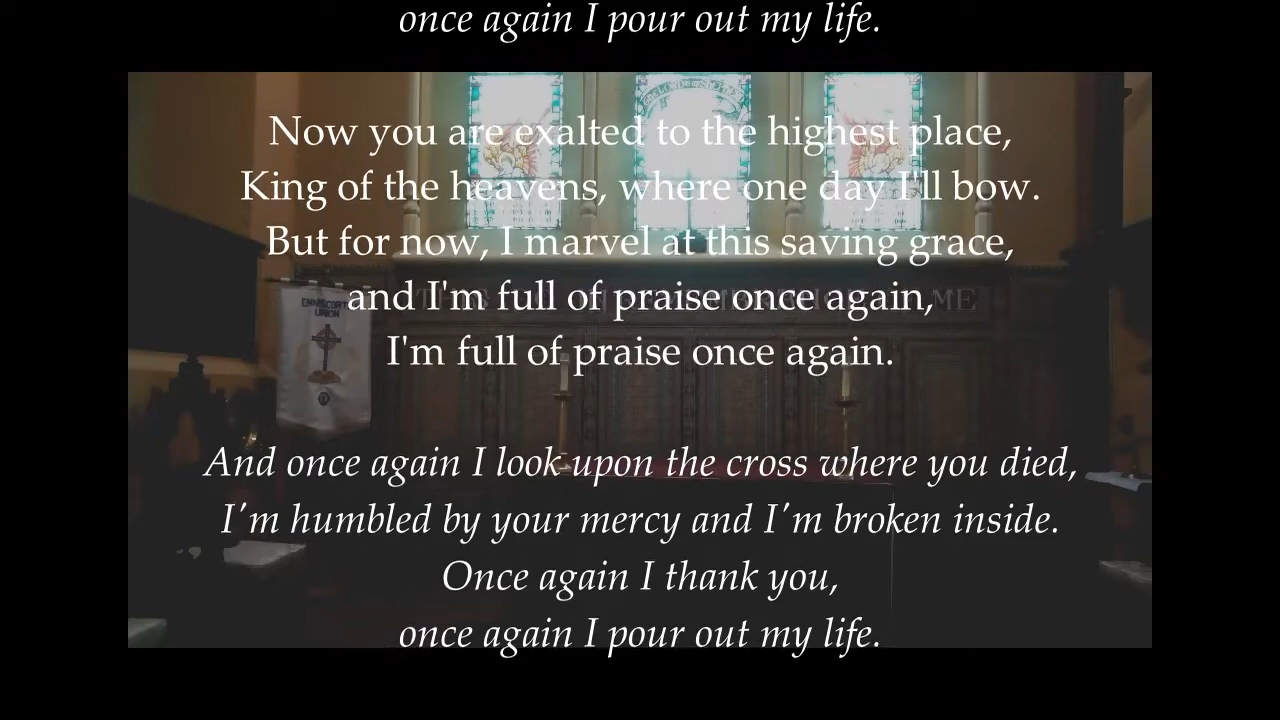 once again I pour out my life.
Now you are exalted to the highest place,
King of the heavens, where one day I'll bow.
But for now, I marvel at this saving grace,
and I'm full of praise once again,
I'm full of praise once again.
ENNISCORTHY
UNION
ME
And once again I look upon the cross where you died,
I'm humbled by your mercy and I'm broken inside.
Once again I thank you,
once again I pour out my life.